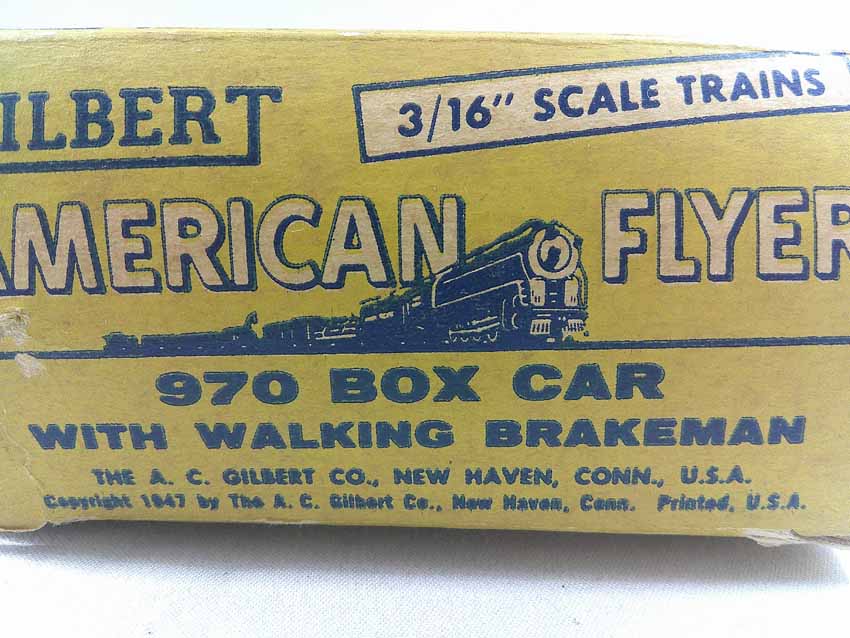 ILBERT
3/16" SCALE TRAINS
AMERICAN FLYER
970 BOX CAR
WITH WALKING BRAKEMAN
THE A. C. GILBERT CO., NEW HAVEN, CONN., U.S.A.
Copyright 1947 by The A. C. Gilbert Co., New Haven, Conn. Printed, U.S.A.